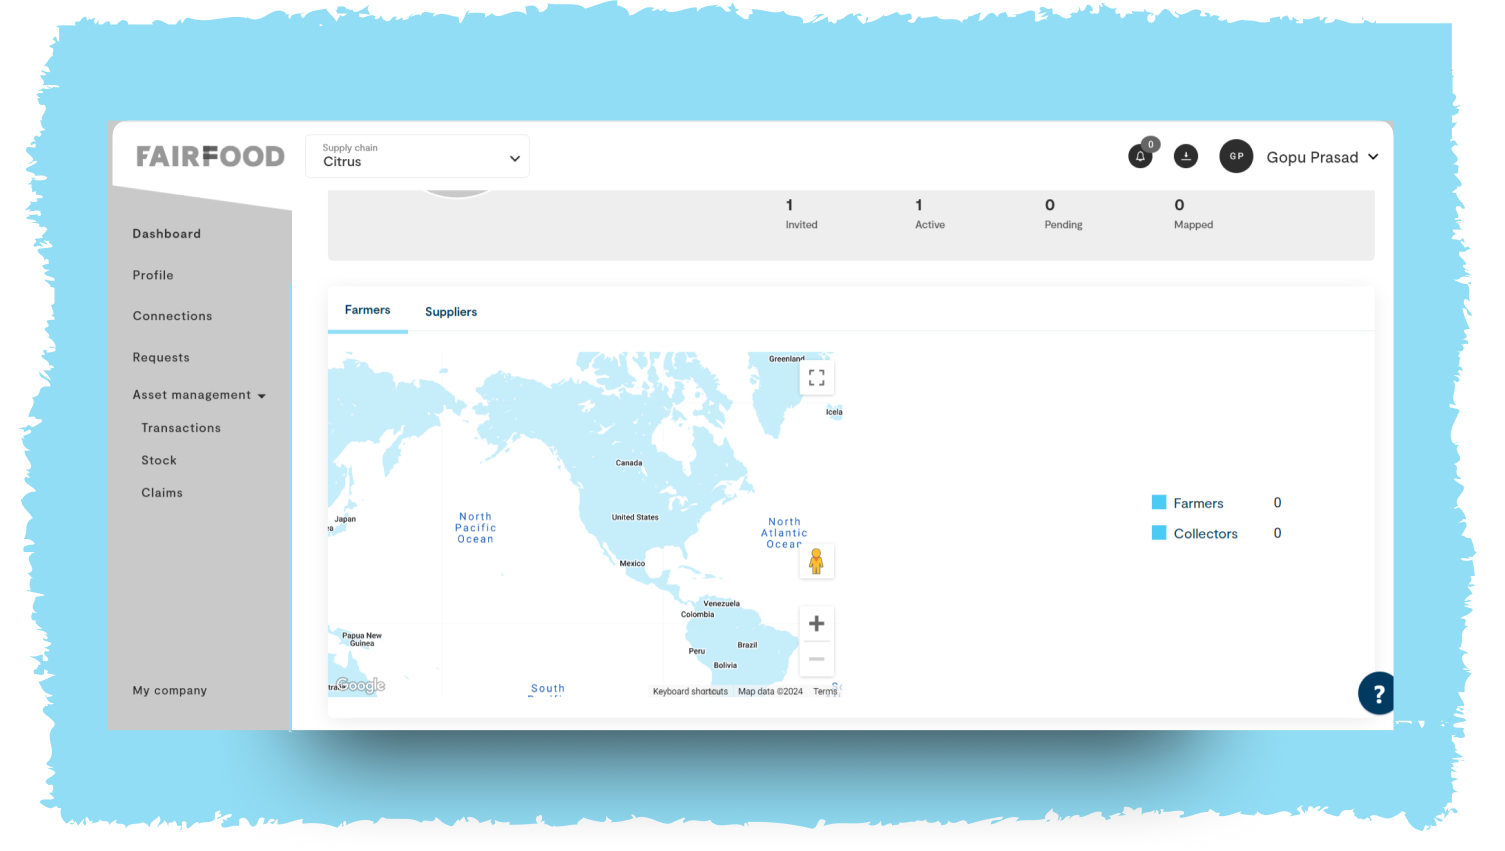 FAIRFOOD
Supply chain
Citrus
0
GP
Gopu Prasad
Dashboard
Profile
Connections
Requests
Asset management
Transactions
Stock
Claims
My company
1
Invited
1
Active
0
Pending
0
Mapped
Farmers
Suppliers
Greenland
Icela
Canada
United States
Japan
North
Pacific
Ocean
North
Atlantic
Ocean
Mexico
Venezuela
Colombia
Papua New
Guinea
Peru
Brazil
Bolivia
South
Google
Keyboard shortcuts
Map data ©2024
Terms
Farmers 0
Collectors 0
?